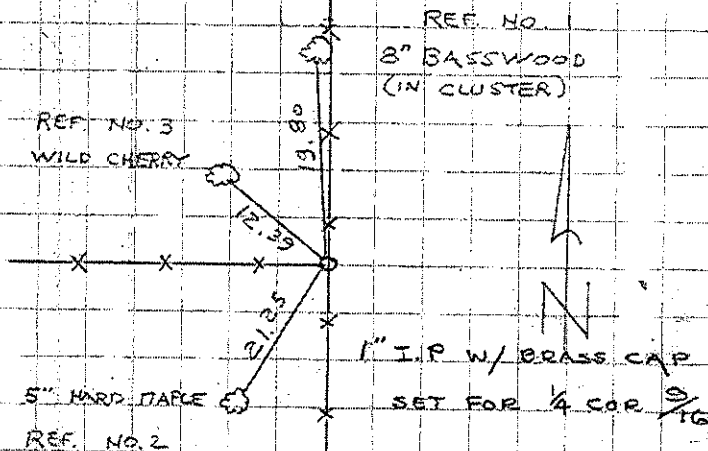 REF. NO. 1
8" BASSWOOD
(IN CLUSTER)
19.80
REF. NO. 3
WILD CHERRY
12.39
21.25
N
1" I.P W/ BRASS CAP
SET FOR 1/4 COR 9/16
5" HARD MAPLE
REF. NO. 2